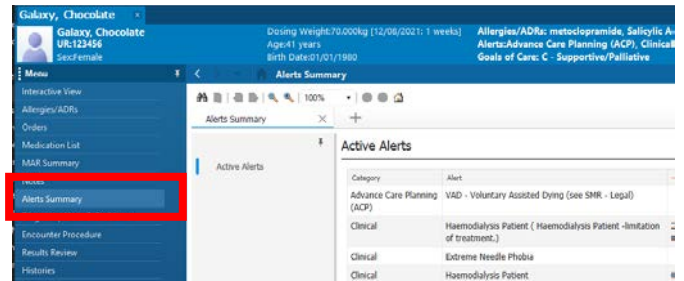 Galaxy, Chocolate ×
Galaxy, Chocolate
UR:123456
Sex:Female
Dosing Weight:70.000kg [12/08/2021: 1 weeks]
Age:41 years
Birth Date:01/01/1980
Allergies/ADRs: metoclopramide, Salicylic A
Alerts:Advance Care Planning (ACP), Clinical
Goals of Care: C - Supportive/Palliative
Menu
Alerts Summary
Interactive View
Allergies/ADRs
Orders
Medication List
MAR Summary
Notes
Alerts Summary
Encounter Procedure
Results Review
Histories
100%
Alerts Summary × +
Active Alerts
Active Alerts
Category Alert
Advance Care Planning (ACP) VAD - Voluntary Assisted Dying (see SMR - Legal)
Clinical Haemodialysis Patient ( Haemodialysis Patient -limitation
of treatment.)
Clinical Extreme Needle Phobia
Clinical Haemodialysis Patient